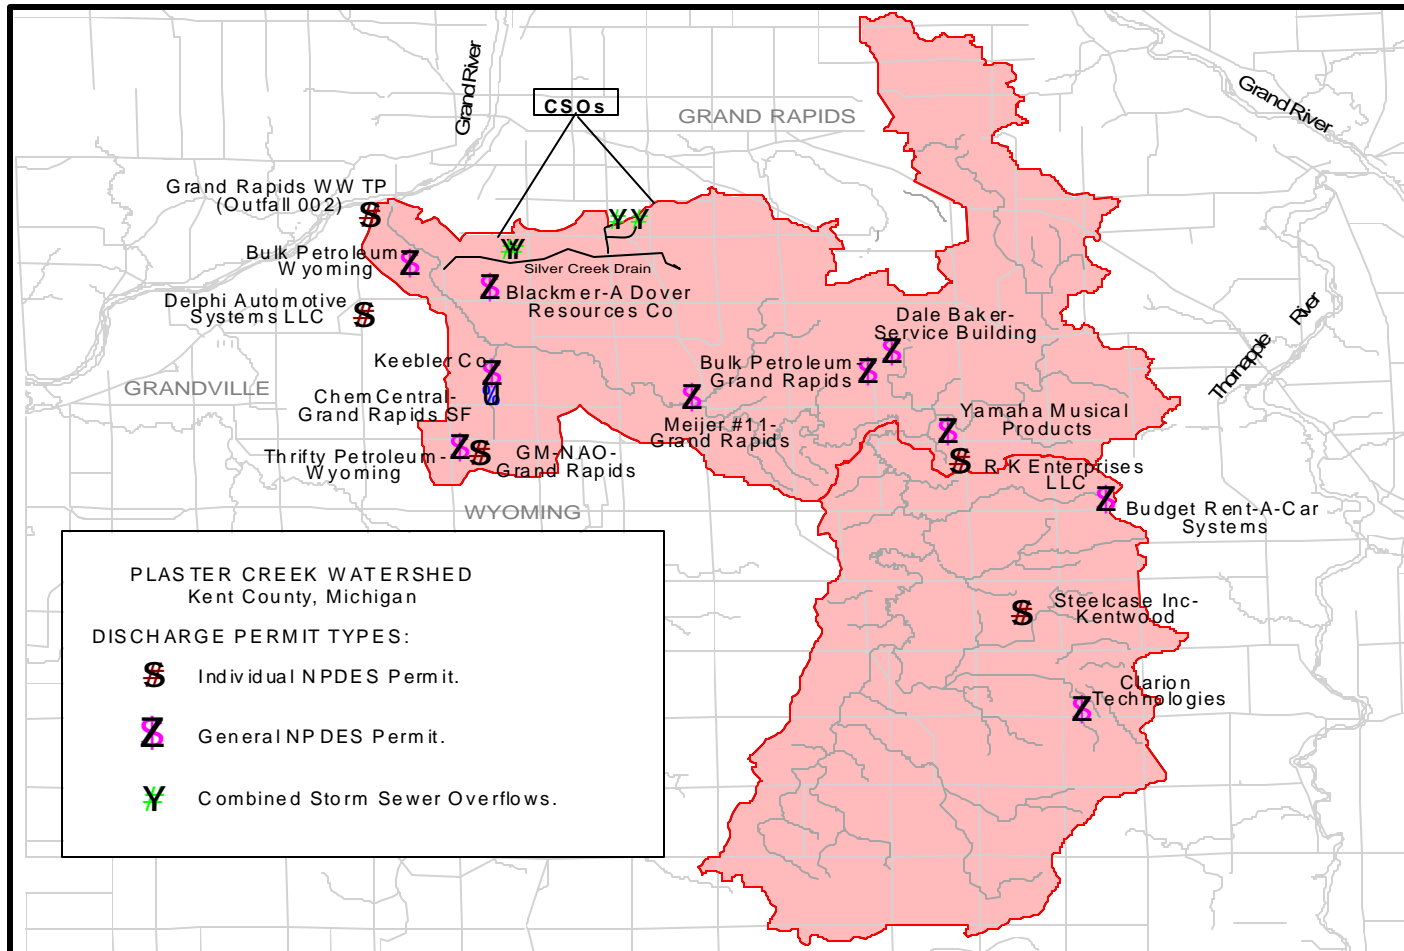 Grand River
CSOs
GRAND RAPIDS
Grand River
Grand Rapids WWTP
(Outfall 002)
Bulk Petroleum
Wyoming
Silver Creek Drain
Blackmer-A Dover
Resources Co
Delphi Automotive
Systems LLC
Dale Baker-
Service Building
Thornapple River
Keebler Co
Bulk Petroleum-
Grand Rapids
GRANDVILLE
ChemCentral-
Grand Rapids SF
Meijer #11-
Grand Rapids
Yamaha Musical
Products
Thrifty Petroleum-
Wyoming
GM-NAO-
Grand Rapids
R K Enterprises
LLC
Budget Rent-A-Car
Systems
WYOMING
PLASTER CREEK WATERSHED
Kent County, Michigan
DISCHARGE PERMIT TYPES:
Individual NPDES Permit.
General NPDES Permit.
Combined Storm Sewer Overflows.
Steelcase Inc-
Kentwood
Clarion
Technologies